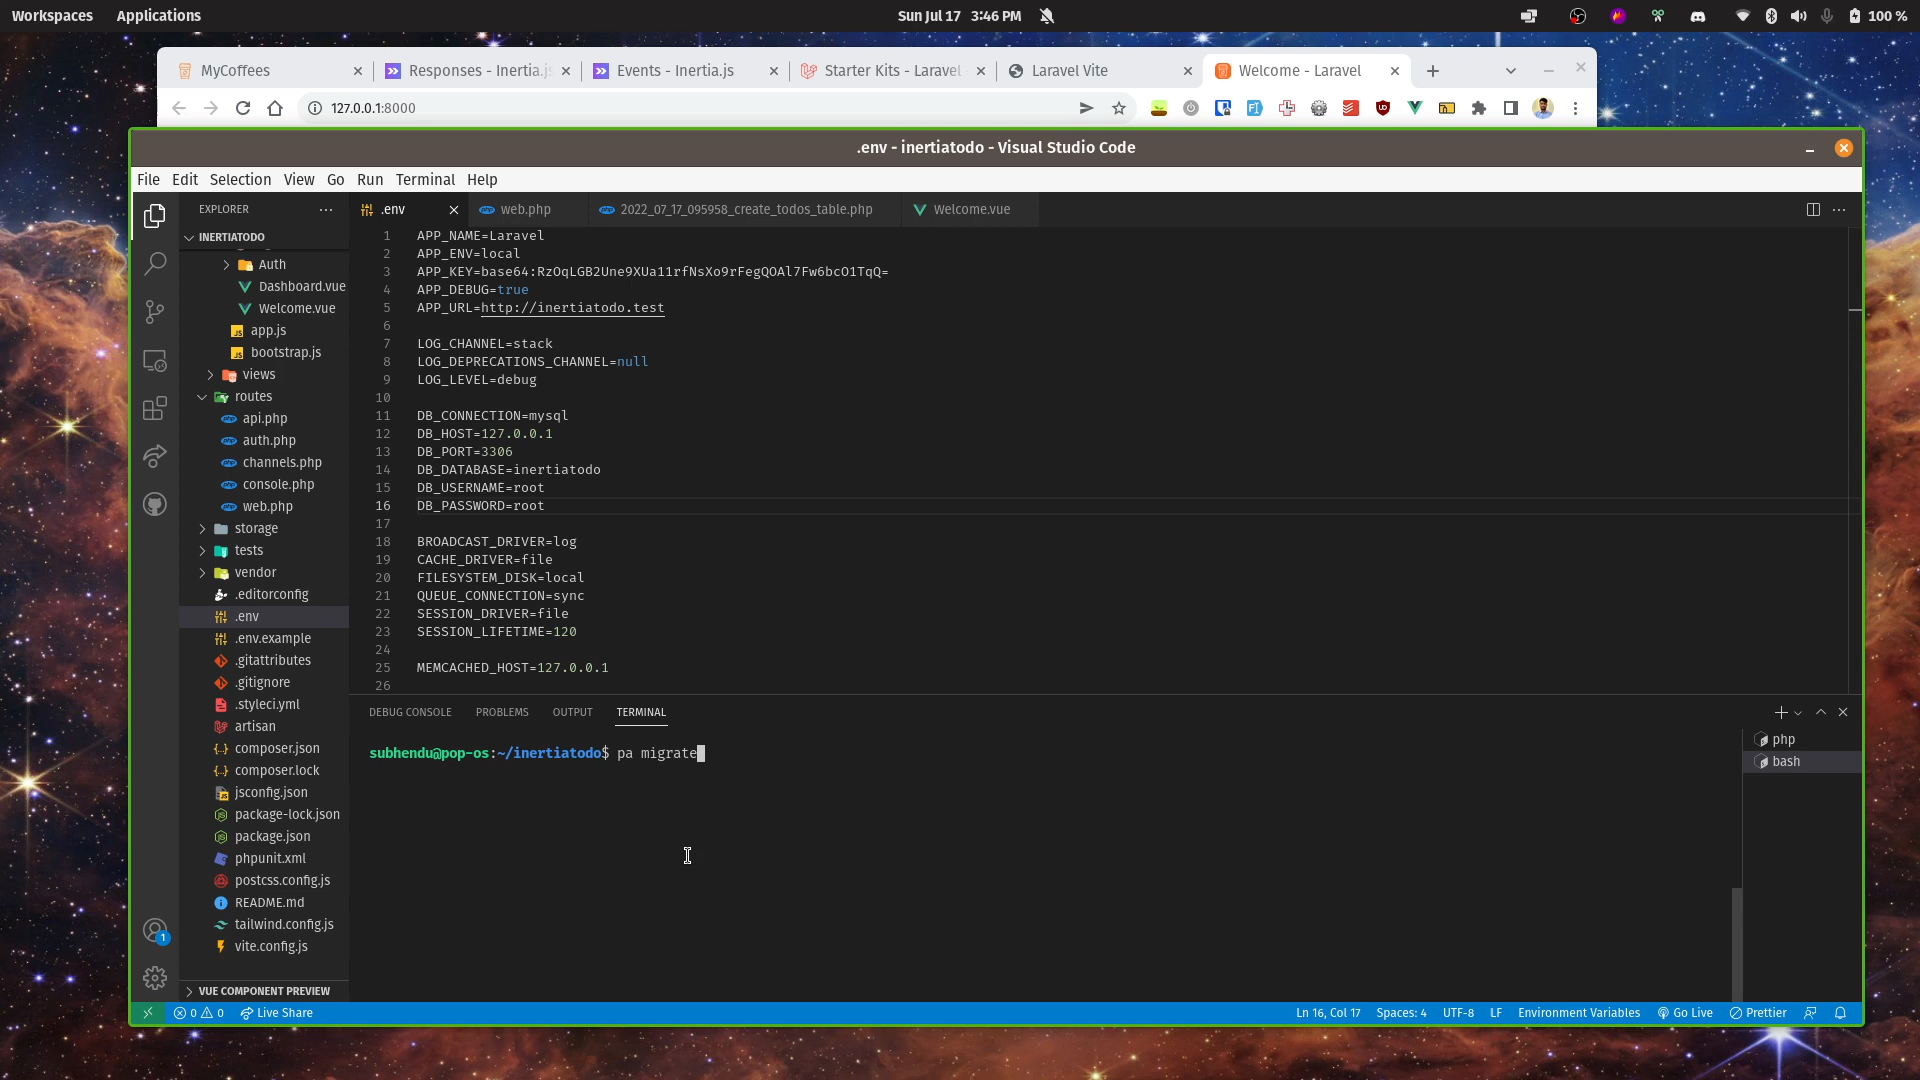 Workspaces Applications Sun Jul 17 3:46 PM 100 %
MyCoffees Responses - Inertia.js Events - Inertia.js Starter Kits - Laravel Laravel Vite Welcome - Laravel
127.0.0.1:8000
.env - inertiatodo - Visual Studio Code
File Edit Selection View Go Run Terminal Help
EXPLORER
.env web.php 2022_07_17_095958_create_todos_table.php Welcome.vue
INERTIATODO
Auth
Dashboard.vue
Welcome.vue
app.js
bootstrap.js
views
routes
api.php
auth.php
channels.php
console.php
web.php
storage
tests
vendor
.editorconfig
.env
.env.example
.gitattributes
.gitignore
.styleci.yml
artisan
composer.json
composer.lock
jsconfig.json
package-lock.json
package.json
phpunit.xml
postcss.config.js
README.md
tailwind.config.js
vite.config.js
VUE COMPONENT PREVIEW
1 APP_NAME=Laravel
2 APP_ENV=local
3 APP_KEY=base64:RzOqLGB2Une9XUa11rfNsXo9rFegQOAl7Fw6bcO1TqQ=
4 APP_DEBUG=true
5 APP_URL=http://inertiatodo.test
6
7 LOG_CHANNEL=stack
8 LOG_DEPRECATIONS_CHANNEL=null
9 LOG_LEVEL=debug
10
11 DB_CONNECTION=mysql
12 DB_HOST=127.0.0.1
13 DB_PORT=3306
14 DB_DATABASE=inertiatodo
15 DB_USERNAME=root
16 DB_PASSWORD=root
17
18 BROADCAST_DRIVER=log
19 CACHE_DRIVER=file
20 FILESYSTEM_DISK=local
21 QUEUE_CONNECTION=sync
22 SESSION_DRIVER=file
23 SESSION_LIFETIME=120
24
25 MEMCACHED_HOST=127.0.0.1
26
DEBUG CONSOLE PROBLEMS OUTPUT TERMINAL
subhendu@pop-os:~/inertiatodo$ pa migrate
php
bash
1
0 0 Live Share Ln 16, Col 17 Spaces: 4 UTF-8 LF Environment Variables Go Live Prettier